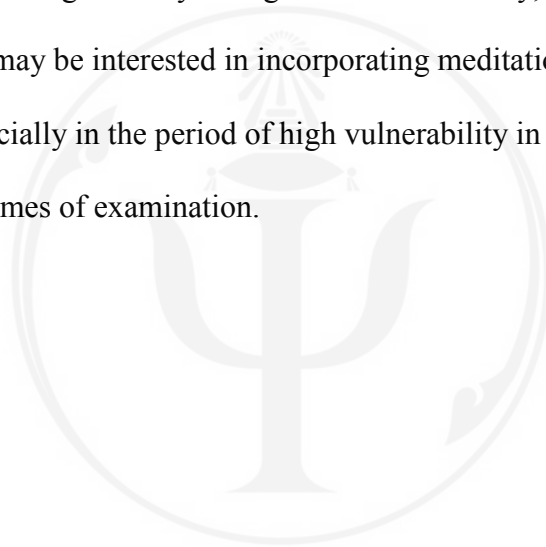 may be interested in incorporating meditatio
cially in the period of high vulnerability in
mes of examination.